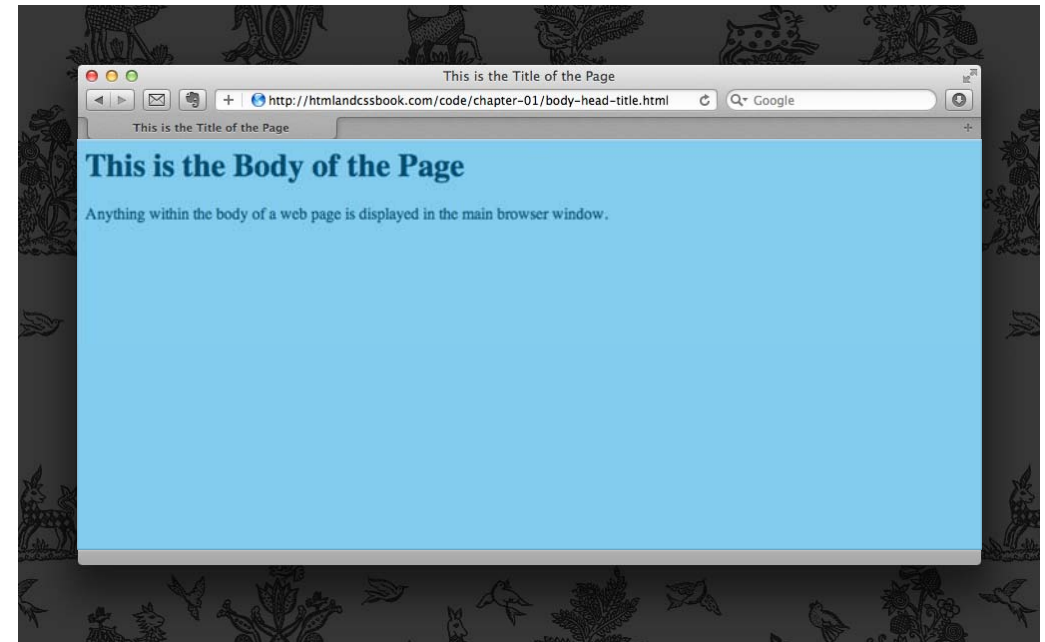 This is the Title of the Page
http://htmlandcssbook.com/code/chapter-01/body-head-title.html
Google
This is the Title of the Page
This is the Body of the Page
Anything within the body of a web page is displayed in the main browser window.